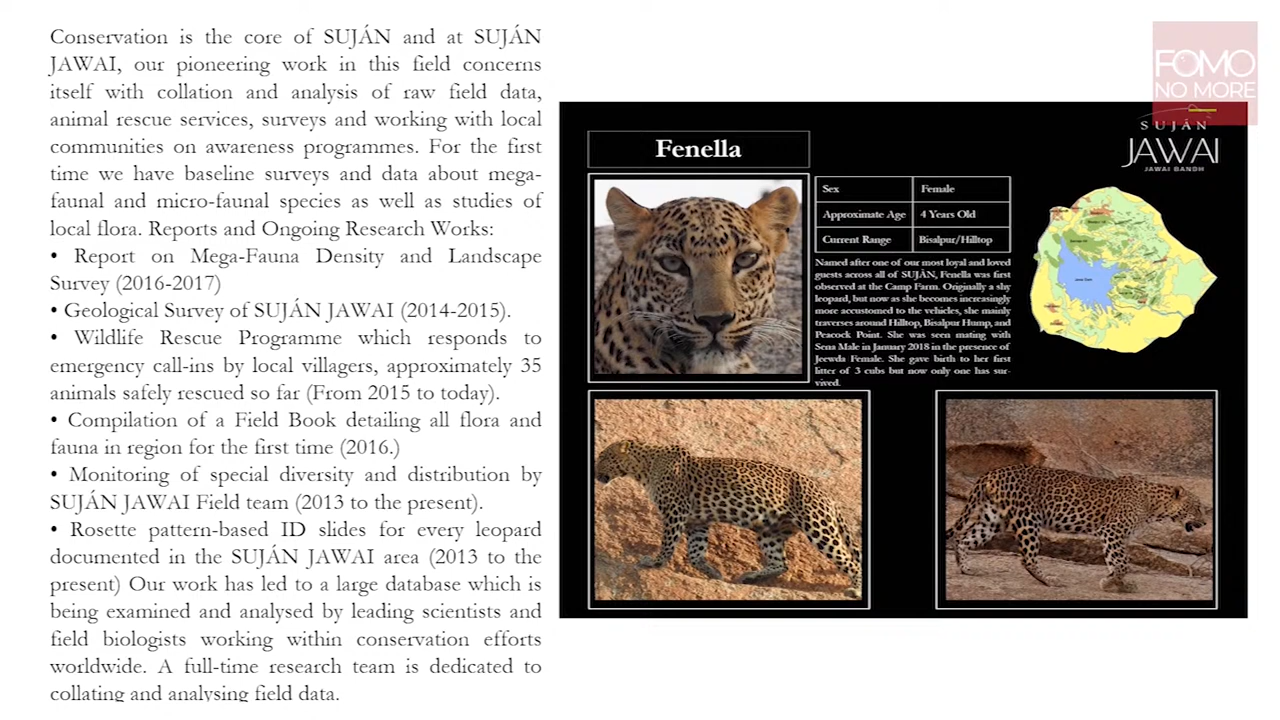 Conservation is the core of SUJÁN and at SUJÁN
JAWAI, our pioneering work in this field concerns
itself with collation and analysis of raw field data,
animal rescue services, surveys and working with local
communities on awareness programmes. For the first
time we have baseline surveys and data about mega-
faunal and micro-faunal species as well as studies of
local flora. Reports and Ongoing Research Works:
• Report on Mega-Fauna Density and Landscape
Survey (2016-2017)
• Geological Survey of SUJÁN JAWAI (2014-2015).
• Wildlife Rescue Programme which responds to
emergency call-ins by local villagers, approximately 35
animals safely rescued so far (From 2015 to today).
• Compilation of a Field Book detailing all flora and
fauna in region for the first time (2016.)
• Monitoring of special diversity and distribution by
SUJÁN JAWAI Field team (2013 to the present).
• Rosette pattern-based ID slides for every leopard
documented in the SUJÁN JAWAI area (2013 to the
present) Our work has led to a large database which is
being examined and analysed by leading scientists and
field biologists working within conservation efforts
worldwide. A full-time research team is dedicated to
collating and analysing field data.
FOMO
NO MORE
SUJÁN
JAWAI
JAWAI BANDH
Fenella
Sex Female
Approximate Age 4 Years Old
Current Range Bisalpur/Hilltop
Named after one of our most loyal and loved
guests across all of SUJÁN, Fenella was first
observed at the Camp Farm. Originally a shy
leopard, but now as she becomes increasingly
more accustomed to the vehicles, she mainly
traverses around Hilltop, Bisalpur Hump, and
Peacock Point. She was seen mating with
Sena Male in January 2018 in the presence of
Jeewda Female. She gave birth to her first
litter of 3 cubs but now only one has sur-
vived.